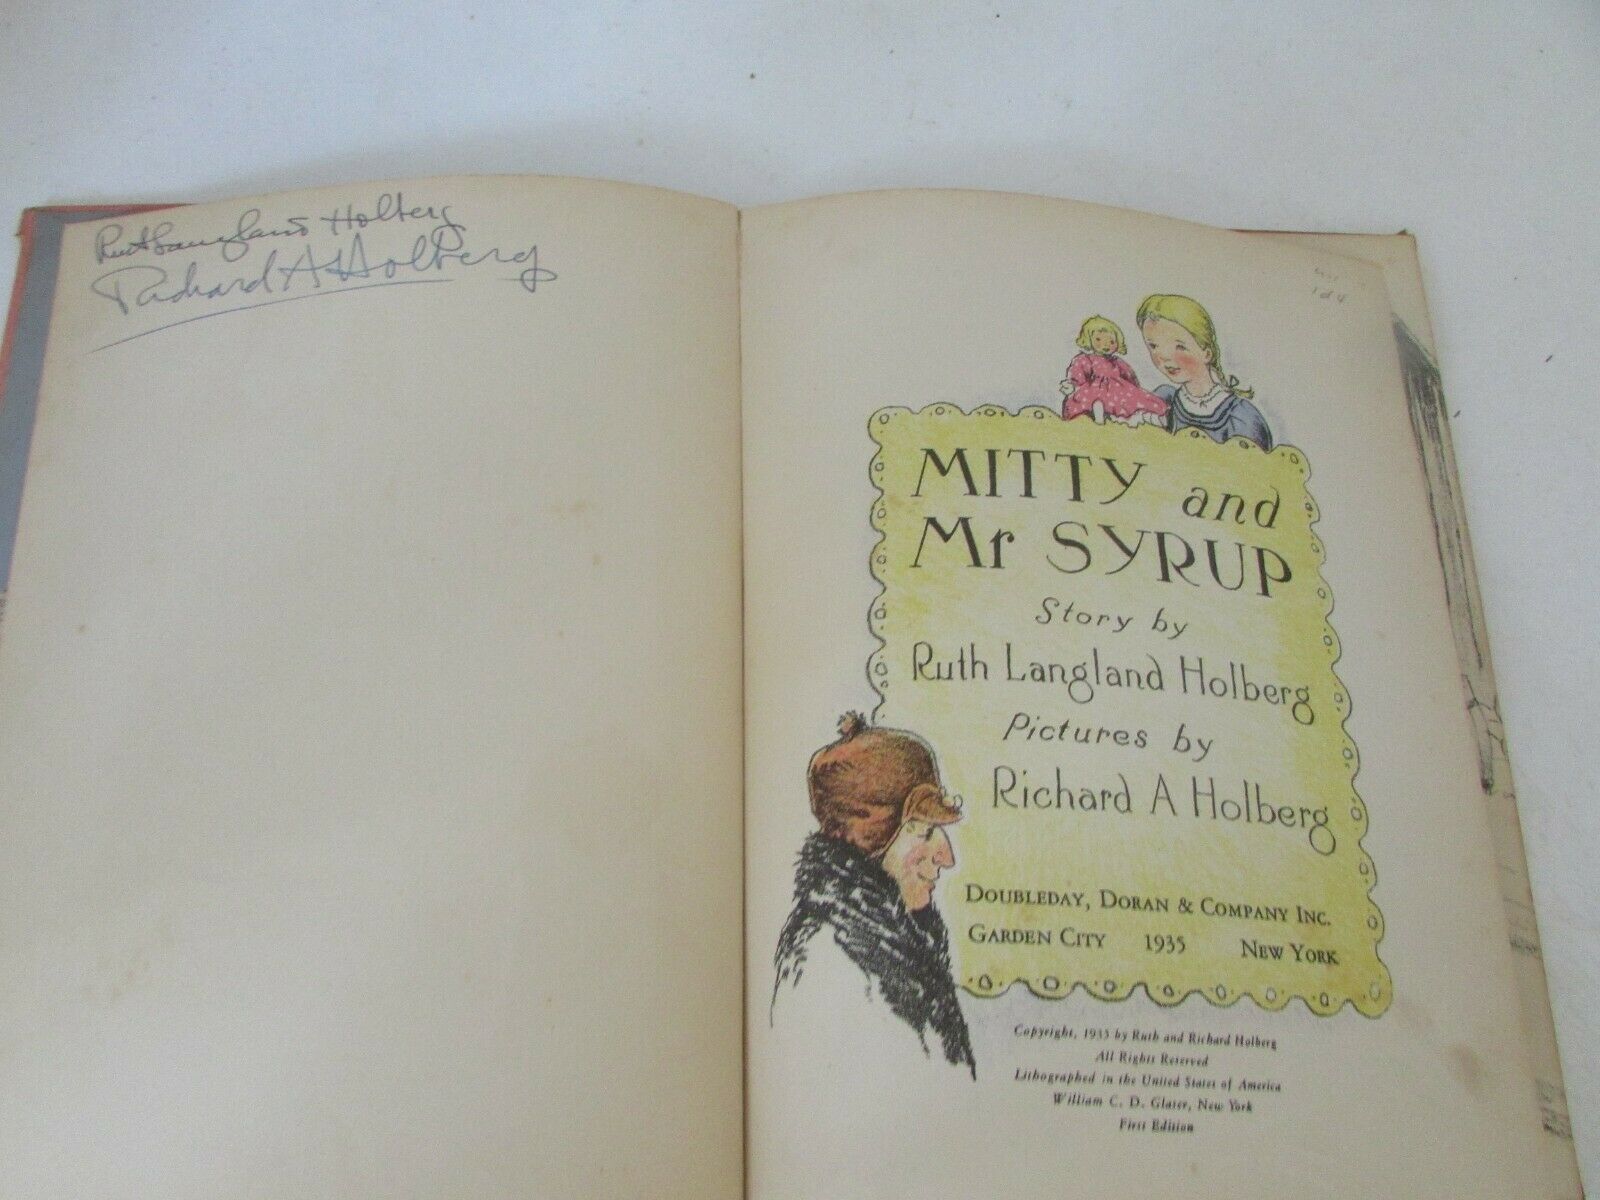 Ruth Langland Holberg
Richard A Holberg
MITTY and
Mr SYRUP
Story by
Ruth Langland Holberg
Pictures by
Richard A Holberg
DOUBLEDAY, DORAN & COMPANY INC.
GARDEN CITY 1935 NEW YORK
Copyright, 1935 by Ruth and Richard Holberg
All Rights Reserved
Lithographed in the United States of America
William C. D. Glaser, New York
First Edition